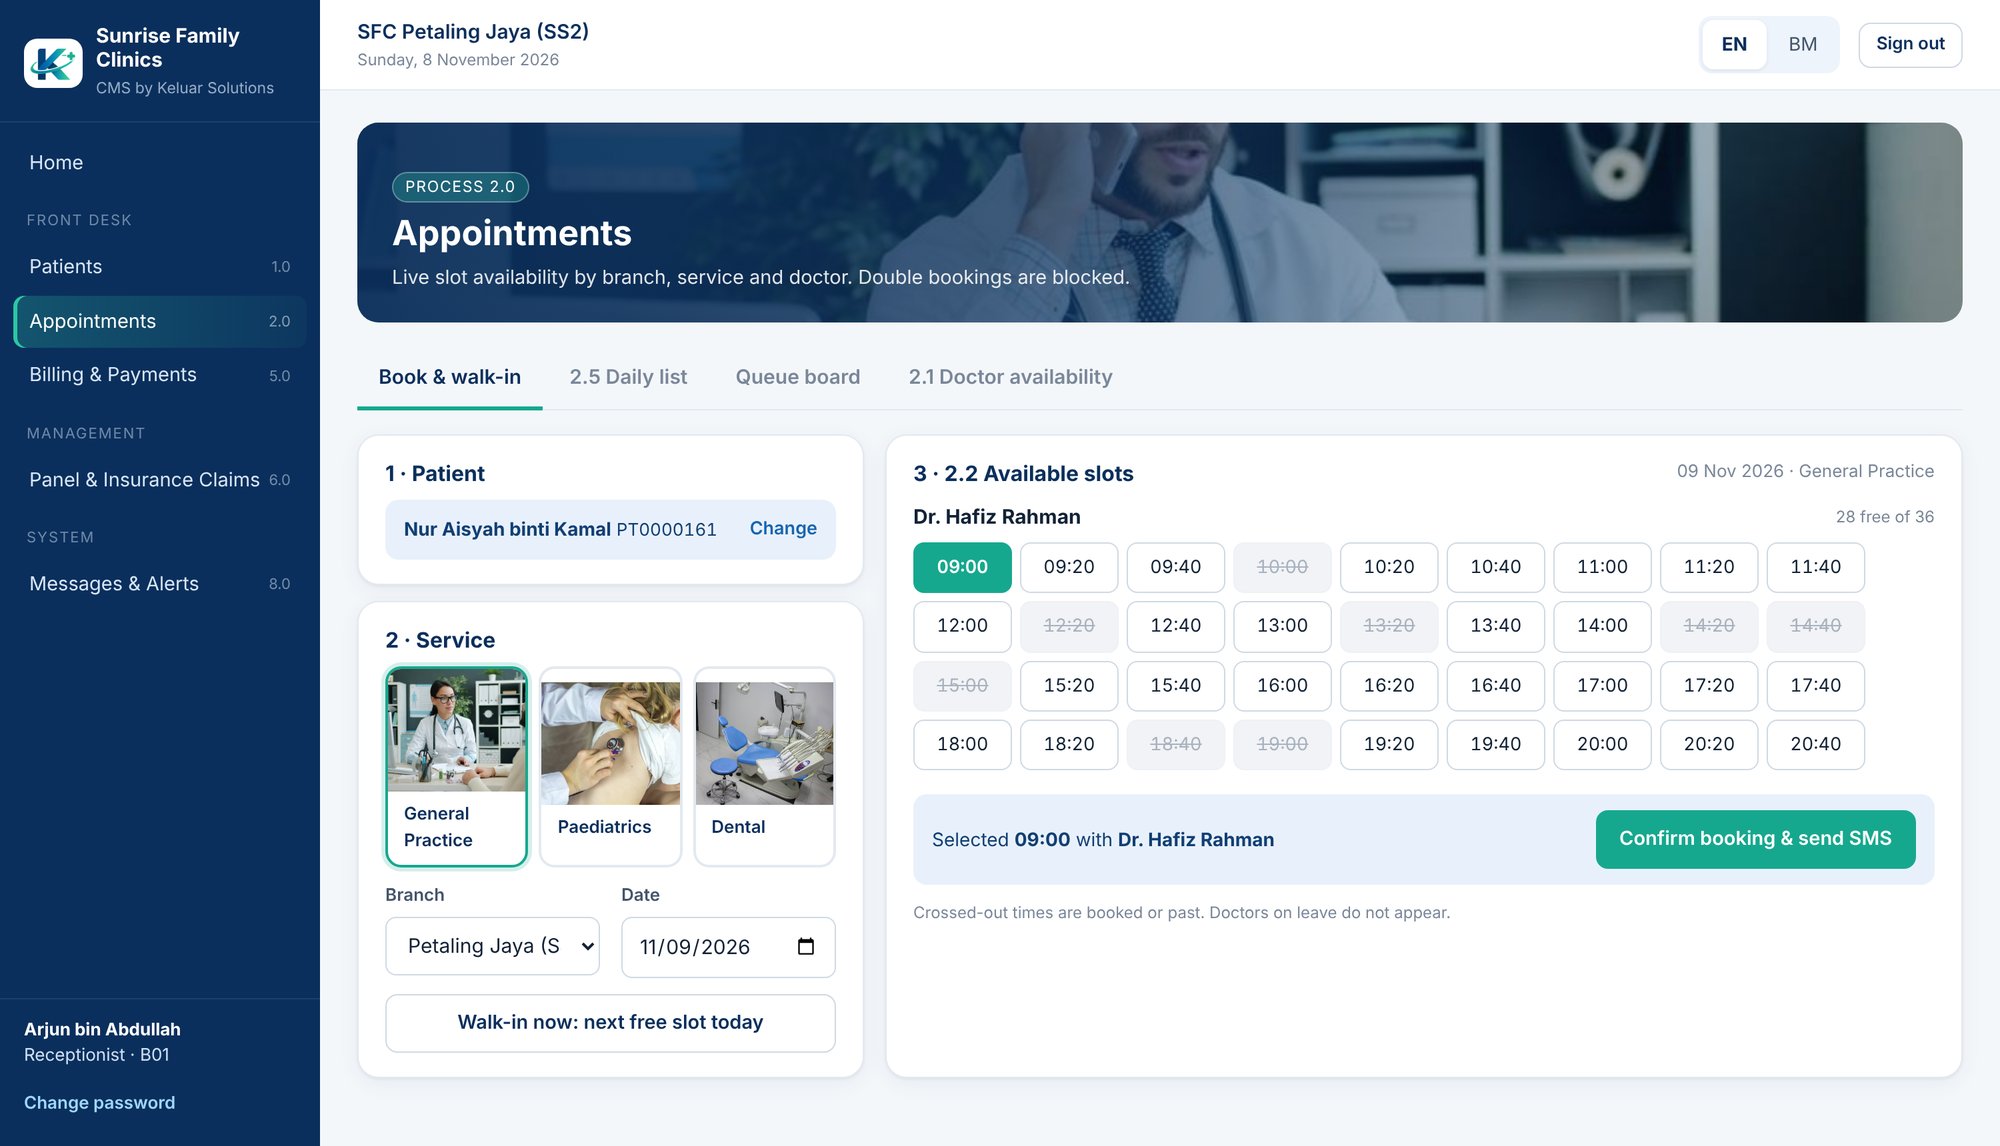 Sunrise Family
Clinics
CMS by Keluar Solutions
Home
FRONT DESK
Patients 1.0
Appointments 2.0
Billing & Payments 5.0
MANAGEMENT
Panel & Insurance Claims 6.0
SYSTEM
Messages & Alerts 8.0
Arjun bin Abdullah
Receptionist · B01
Change password
SFC Petaling Jaya (SS2)
Sunday, 8 November 2026
EN BM
Sign out
PROCESS 2.0
Appointments
Live slot availability by branch, service and doctor. Double bookings are blocked.
Book & walk-in 2.5 Daily list Queue board 2.1 Doctor availability
1 · Patient
Nur Aisyah binti Kamal PT0000161 Change
2 · Service
General
Practice
Paediatrics
Dental
Branch Date
Petaling Jaya (S 11/09/2026
Walk-in now: next free slot today
3 · 2.2 Available slots 09 Nov 2026 · General Practice
Dr. Hafiz Rahman 28 free of 36
09:00 09:20 09:40 10:00 10:20 10:40 11:00 11:20 11:40
12:00 12:20 12:40 13:00 13:20 13:40 14:00 14:20 14:40
15:00 15:20 15:40 16:00 16:20 16:40 17:00 17:20 17:40
18:00 18:20 18:40 19:00 19:20 19:40 20:00 20:20 20:40
Selected 09:00 with Dr. Hafiz Rahman Confirm booking & send SMS
Crossed-out times are booked or past. Doctors on leave do not appear.